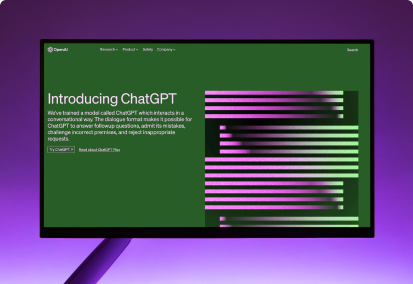 OpenAI
Research Product Safety Company
Search
Introducing ChatGPT
We've trained a model called ChatGPT which interacts in a
conversational way. The dialogue format makes it possible for
ChatGPT to answer followup questions, admit its mistakes,
challenge incorrect premises, and reject inappropriate
requests.
Try ChatGPT
Read about ChatGPT Plus